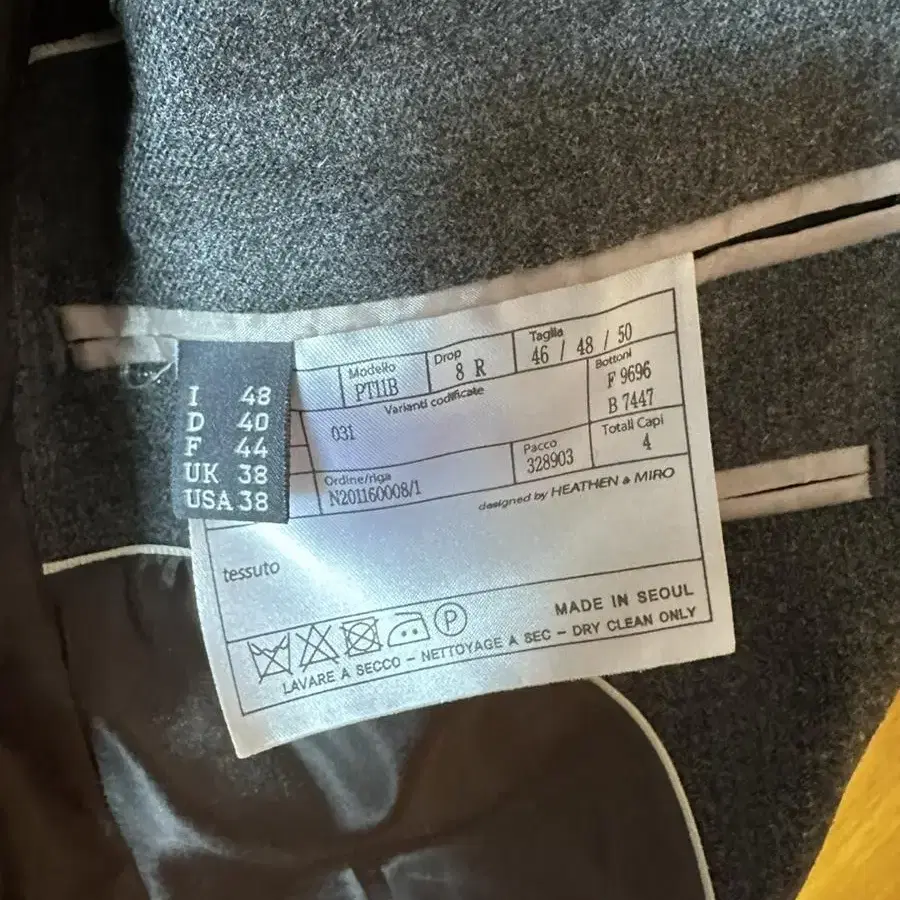 I 48
D 40
F 44
UK 38
USA 38
Modello
PT11B
Drop
8 R
Taglia
46 / 48 / 50
Varianti codificate
031
Bottoni
F 9696
B 7447
Ordine/riga
N201160008/1
Pacco
328903
Totali Capi
4
designed by HEATHEN & MIRO
tessuto
P
MADE IN SEOUL
LAVARE A SECCO – NETTOYAGE A SEC – DRY CLEAN ONLY